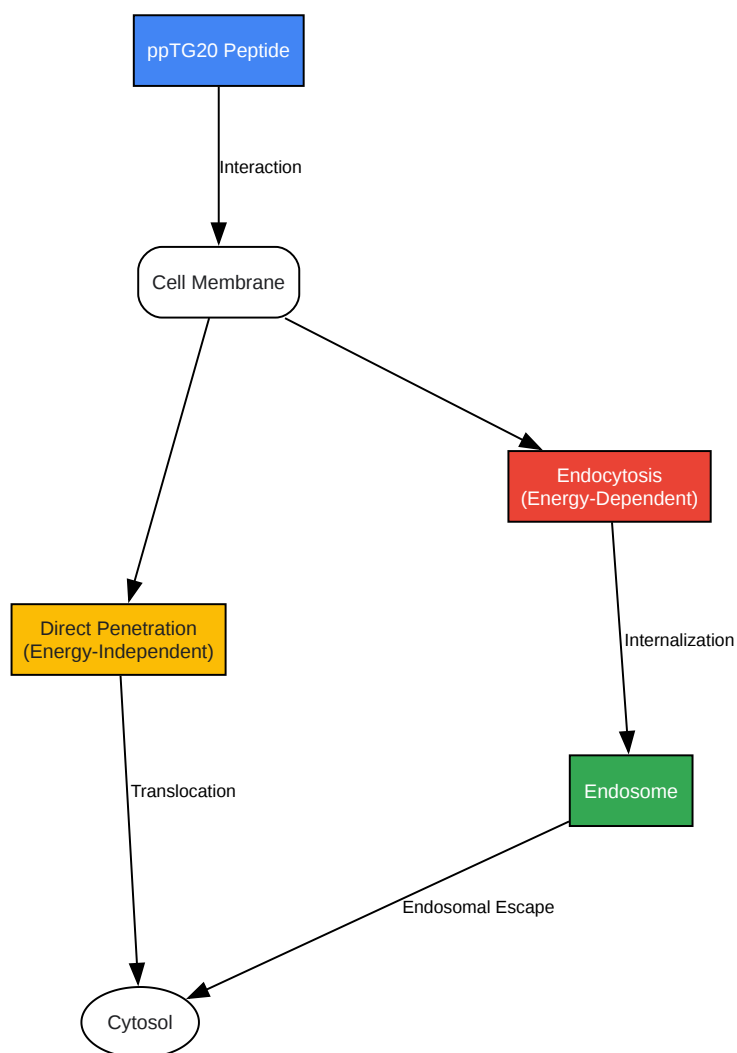 ppTG20 Peptide
Interaction
Cell Membrane
Endocytosis
(Energy-Dependent)
Direct Penetration
(Energy-Independent)
Internalization
Translocation
Endosome
Endosomal Escape
Cytosol